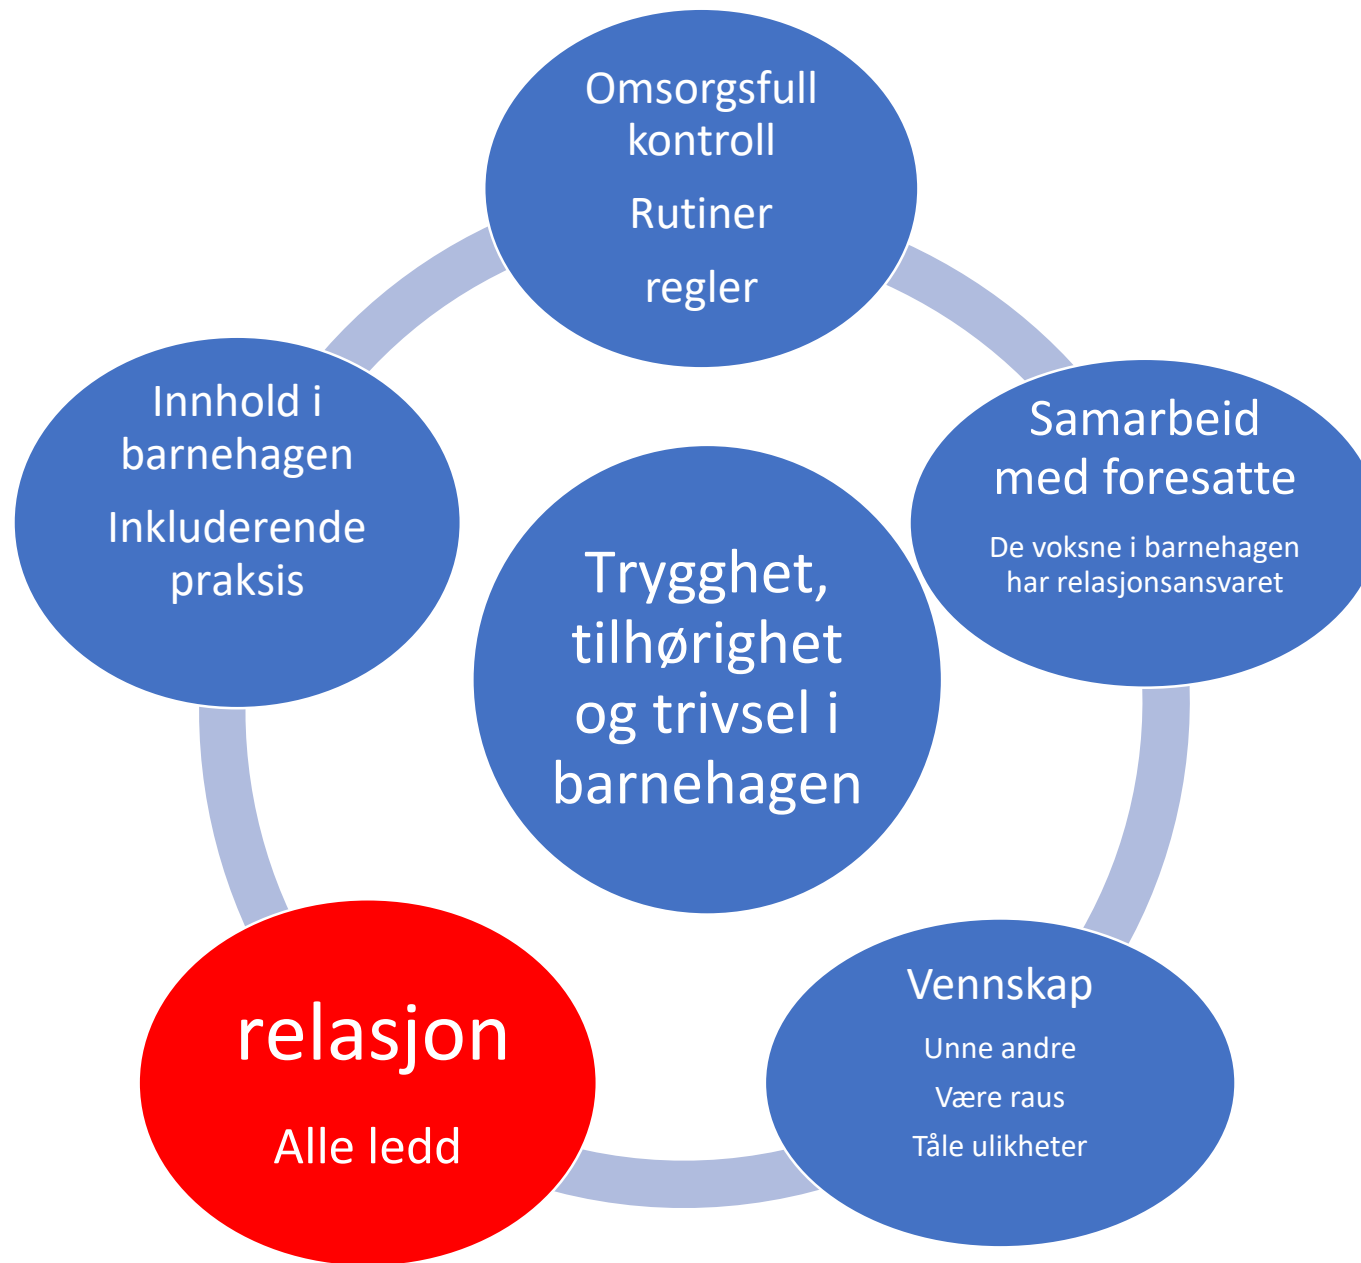 Omsorgsfull
kontroll
Rutiner
regler
Samarbeid
med foresatte
De voksne i barnehagen
har relasjonsansvaret
Vennskap
Unne andre
Være raus
Tåle ulikheter
relasjon
Alle ledd
Innhold i
barnehagen
Inkluderende
praksis
Trygghet,
tilhørighet
og trivsel i
barnehagen